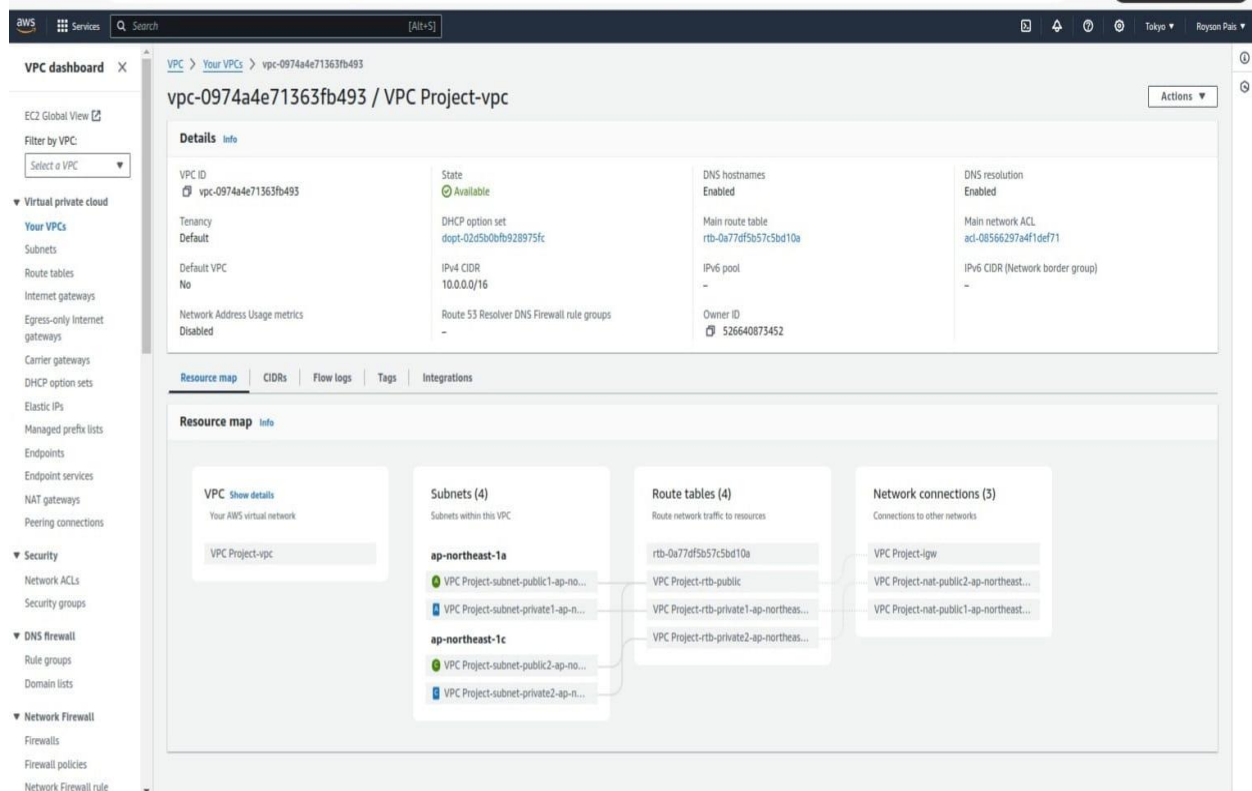 aws
Services
Search
[Alt+S]
Tokyo ▼
Royson Pais ▼
VPC dashboard
EC2 Global View
Filter by VPC:
Select a VPC
▼ Virtual private cloud
Your VPCs
Subnets
Route tables
Internet gateways
Egress-only Internet
gateways
Carrier gateways
DHCP option sets
Elastic IPs
Managed prefix lists
Endpoints
Endpoint services
NAT gateways
Peering connections
▼ Security
Network ACLs
Security groups
▼ DNS firewall
Rule groups
Domain lists
▼ Network Firewall
Firewalls
Firewall policies
Network Firewall rule
VPC > Your VPCs > vpc-0974a4e71363fb493
vpc-0974a4e71363fb493 / VPC Project-vpc
Actions ▼
Details Info
VPC ID
vpc-0974a4e71363fb493
State
Available
DNS hostnames
Enabled
DNS resolution
Enabled
Tenancy
Default
DHCP option set
dopt-02d5b0bfb928975fc
Main route table
rtb-0a77df5b57c5bd10a
Main network ACL
acl-08566297a4f1def71
Default VPC
No
IPv4 CIDR
10.0.0.0/16
IPv6 pool
–
IPv6 CIDR (Network border group)
–
Network Address Usage metrics
Disabled
Route 53 Resolver DNS Firewall rule groups
–
Owner ID
526640873452
Resource map
CIDRs
Flow logs
Tags
Integrations
Resource map Info
VPC Show details
Your AWS virtual network
VPC Project-vpc
Subnets (4)
Subnets within this VPC
ap-northeast-1a
A VPC Project-subnet-public1-ap-no...
A VPC Project-subnet-private1-ap-n...
ap-northeast-1c
C VPC Project-subnet-public2-ap-no...
C VPC Project-subnet-private2-ap-n...
Route tables (4)
Route network traffic to resources
rtb-0a77df5b57c5bd10a
VPC Project-rtb-public
VPC Project-rtb-private1-ap-northeas...
VPC Project-rtb-private2-ap-northeas...
Network connections (3)
Connections to other networks
VPC Project-igw
VPC Project-nat-public2-ap-northeast...
VPC Project-nat-public1-ap-northeast...